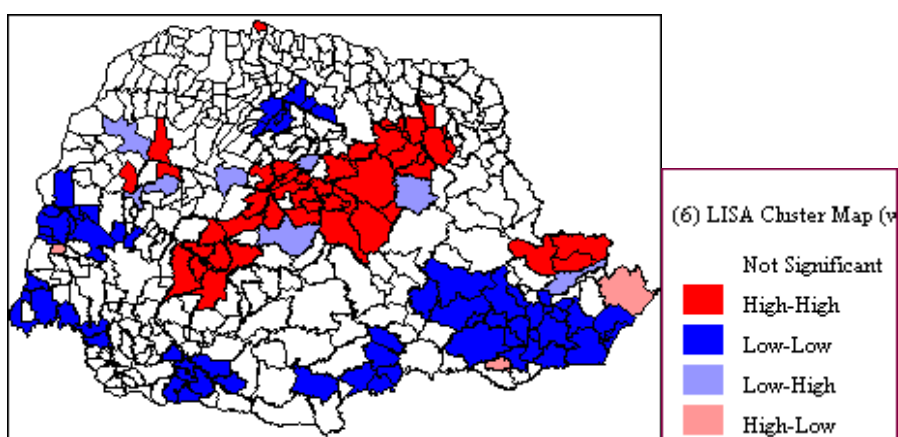 (6) LISA Cluster Map (w
Not Significant
High-High
Low-Low
Low-High
High-Low